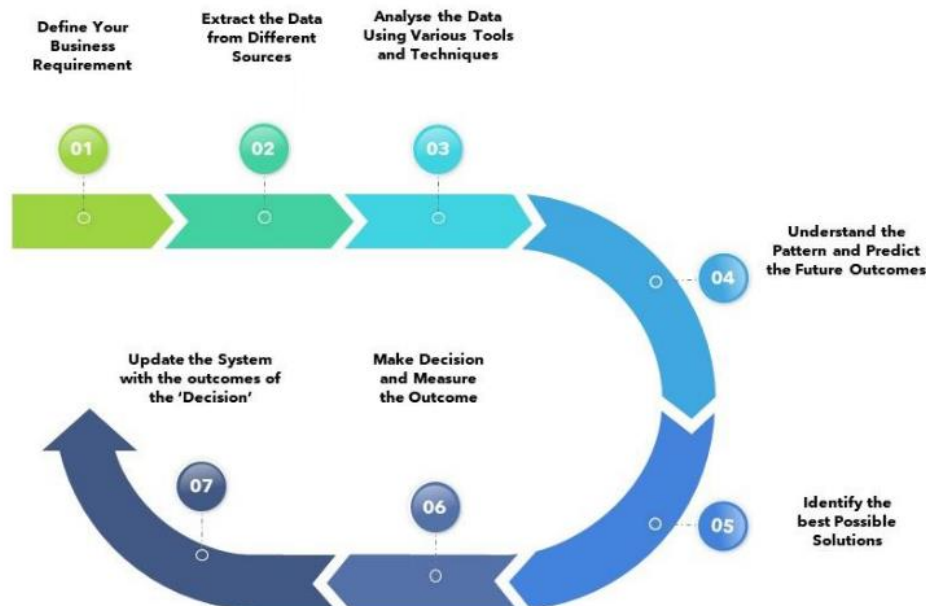 Define Your
Business
Requirement
01
Extract the Data
from Different
Sources
02
Analyse the Data
Using Various Tools
and Techniques
03
Understand the
Pattern and Predict
the Future Outcomes
04
Identify the
best Possible
Solutions
05
Make Decision
and Measure
the Outcome
06
Update the System
with the outcomes of
the ‘Decision’
07